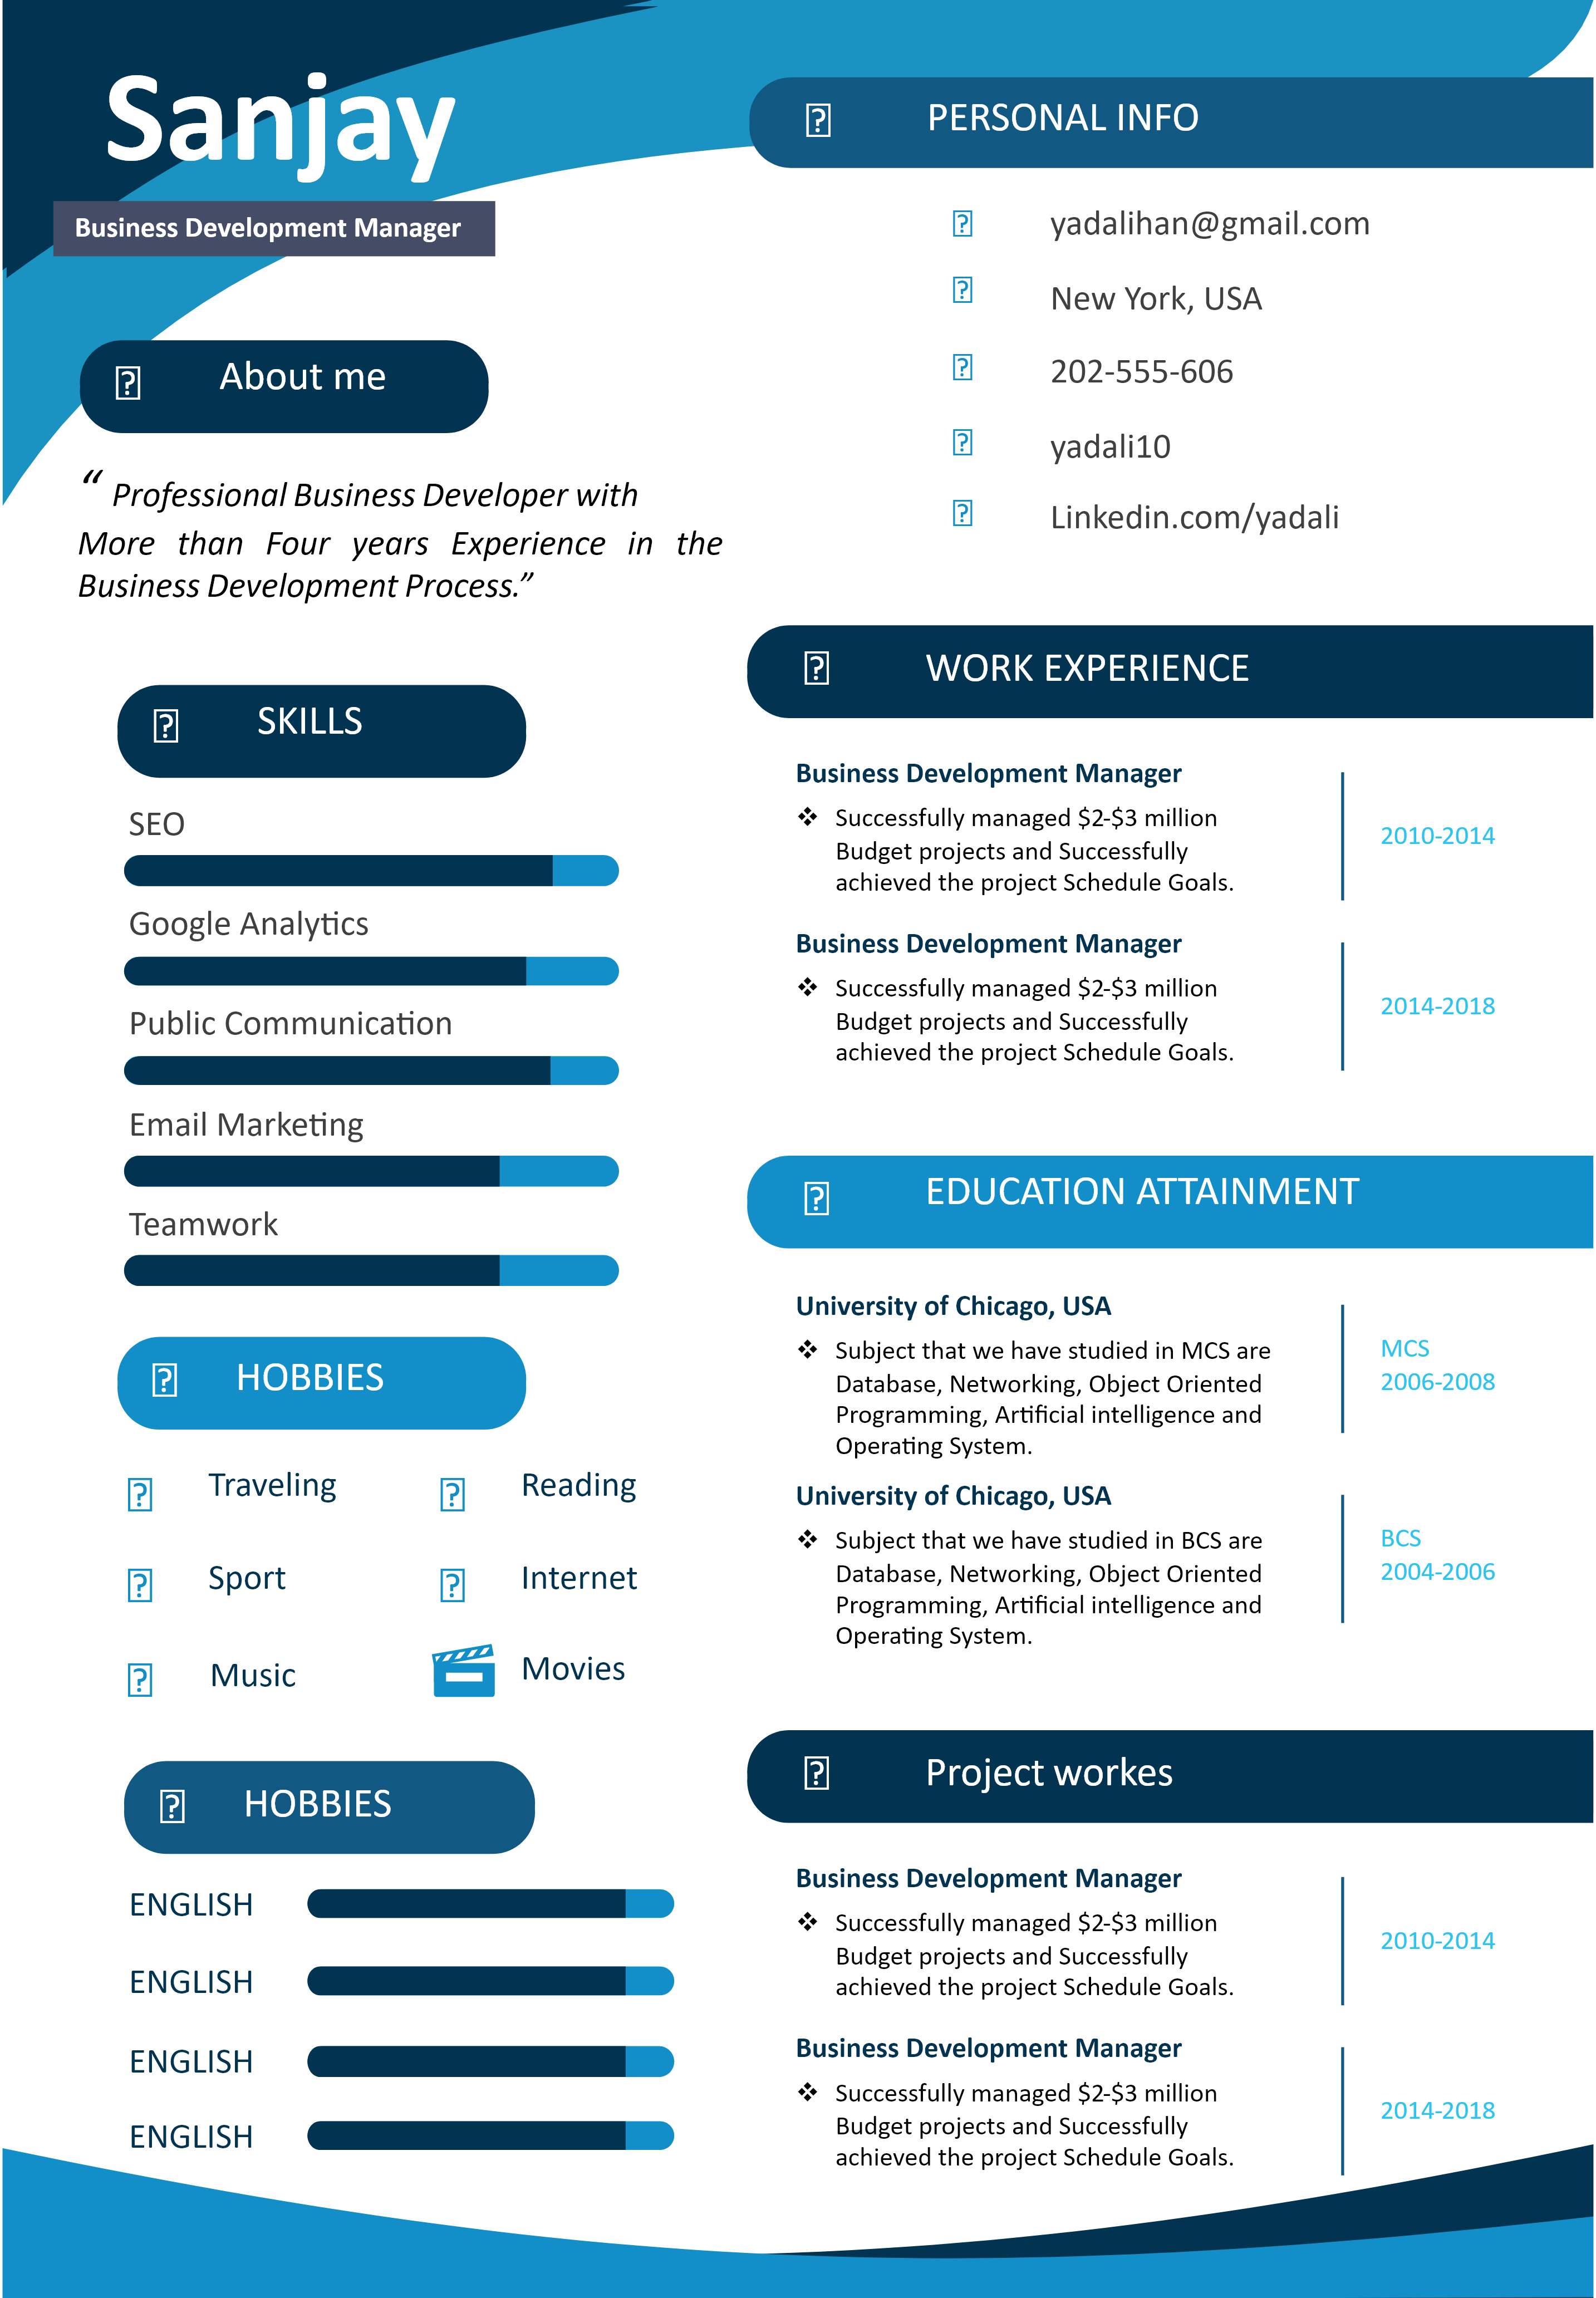 Sanjay
Business Development Manager
About me
“ Professional Business Developer with
More than Four years Experience in the
Business Development Process.”
SKILLS
SEO
Google Analytics
Public Communication
Email Marketing
Teamwork
HOBBIES
Traveling
Reading
Sport
Internet
Music
Movies
HOBBIES
ENGLISH
ENGLISH
ENGLISH
ENGLISH
PERSONAL INFO
yadalihan@gmail.com
New York, USA
202-555-606
yadali10
Linkedin.com/yadali
WORK EXPERIENCE
Business Development Manager
❖ Successfully managed $2-$3 million
Budget projects and Successfully
achieved the project Schedule Goals.
2010-2014
Business Development Manager
❖ Successfully managed $2-$3 million
Budget projects and Successfully
achieved the project Schedule Goals.
2014-2018
EDUCATION ATTAINMENT
University of Chicago, USA
❖ Subject that we have studied in MCS are
Database, Networking, Object Oriented
Programming, Artificial intelligence and
Operating System.
MCS
2006-2008
University of Chicago, USA
❖ Subject that we have studied in BCS are
Database, Networking, Object Oriented
Programming, Artificial intelligence and
Operating System.
BCS
2004-2006
Project workes
Business Development Manager
❖ Successfully managed $2-$3 million
Budget projects and Successfully
achieved the project Schedule Goals.
2010-2014
Business Development Manager
❖ Successfully managed $2-$3 million
Budget projects and Successfully
achieved the project Schedule Goals.
2014-2018